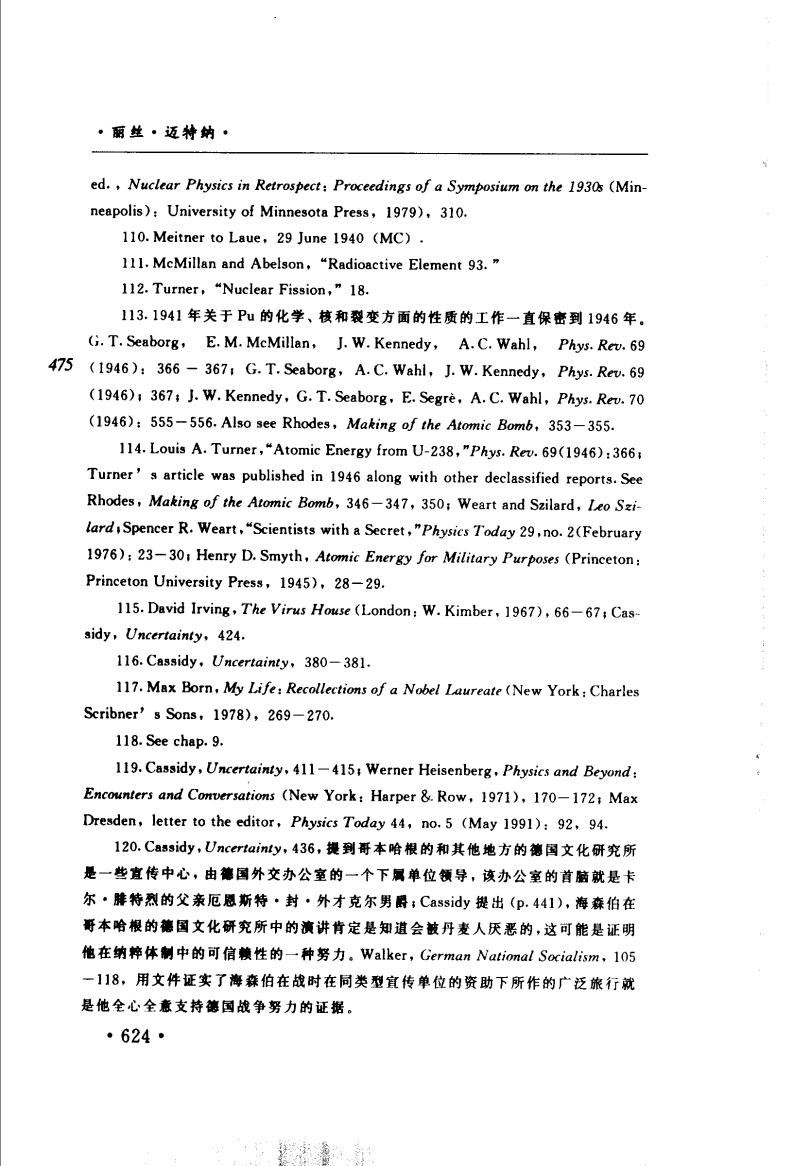 ·丽丝·迈特纳·
ed. , Nuclear Physics in Retrospect: Proceedings of a Symposium on the 1930s (Min-
neapolis): University of Minnesota Press, 1979), 310.
110. Meitner to Laue, 29 June 1940 (MC) .
111. McMillan and Abelson, “Radioactive Element 93. ”
112. Turner, “Nuclear Fission,” 18.
113. 1941 年关于 Pu 的化学、核和裂变方面的性质的工作一直保密到 1946 年。
G. T. Seaborg, E. M. McMillan, J. W. Kennedy, A. C. Wahl, Phys. Rev. 69
475 (1946): 366 — 367; G. T. Seaborg, A. C. Wahl, J. W. Kennedy, Phys. Rev. 69
(1946); 367; J. W. Kennedy, G. T. Seaborg, E. Segrè, A. C. Wahl, Phys. Rev. 70
(1946): 555—556. Also see Rhodes, Making of the Atomic Bomb, 353—355.
114. Louis A. Turner, “Atomic Energy from U-238,” Phys. Rev. 69(1946):366;
Turner’s article was published in 1946 along with other declassified reports. See
Rhodes, Making of the Atomic Bomb, 346—347, 350; Weart and Szilard, Leo Szi-
lard; Spencer R. Weart, “Scientists with a Secret,” Physics Today 29, no. 2(February
1976): 23—30; Henry D. Smyth, Atomic Energy for Military Purposes (Princeton:
Princeton University Press, 1945), 28—29.
115. David Irving, The Virus House (London: W. Kimber, 1967), 66—67; Cas-
sidy, Uncertainty, 424.
116. Cassidy, Uncertainty, 380—381.
117. Max Born, My Life: Recollections of a Nobel Laureate (New York: Charles
Scribner’s Sons, 1978), 269—270.
118. See chap. 9.
119. Cassidy, Uncertainty, 411—415; Werner Heisenberg, Physics and Beyond:
Encounters and Conversations (New York: Harper & Row, 1971), 170—172; Max
Dresden, letter to the editor, Physics Today 44, no. 5 (May 1991): 92, 94.
120. Cassidy, Uncertainty, 436, 提到哥本哈根的和其他地方的德国文化研究所
是一些宣传中心，由德国外交办公室的一个下属单位领导，该办公室的首脑就是卡
尔·腓特烈的父亲厄恩斯特·封·外才克尔男爵; Cassidy 提出 (p. 441), 海森伯在
哥本哈根的德国文化研究所中的演讲肯定是知道会被丹麦人厌恶的，这可能是证明
他在纳粹体制中的可信赖性的一种努力。Walker, German National Socialism, 105
—118, 用文件证实了海森伯在战时在同类型宣传单位的资助下所作的广泛旅行就
是他全心全意支持德国战争努力的证据。
·624·